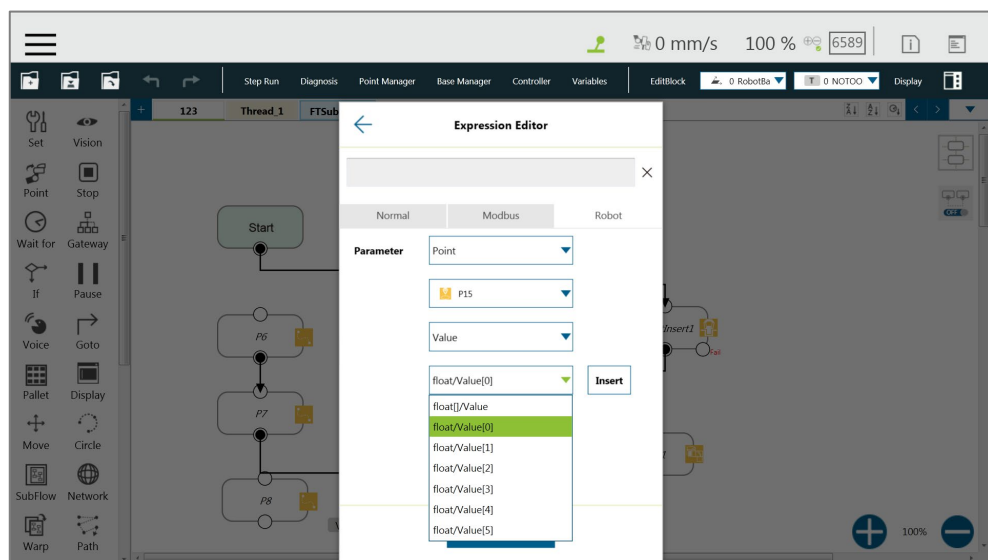 0 mm/s 100 % 6589
Step Run Diagnosis Point Manager Base Manager Controller Variables EditBlock 0 RobotBa T 0 NOTOO Display
+ 123 Thread_1 FTSub
Expression Editor
Set Vision
Point Stop
Normal Modbus Robot
Start
Wait for Gateway
Parameter Point
If Pause
P15
P6
Value
Voice Goto
Fail
float/Value[0] Insert
Pallet Display
float[]/Value
P7
float/Value[0]
Move Circle
float/Value[1]
float/Value[2]
SubFlow Network
float/Value[3]
P8
float/Value[4]
float/Value[5]
Warp Path
100%
OFF